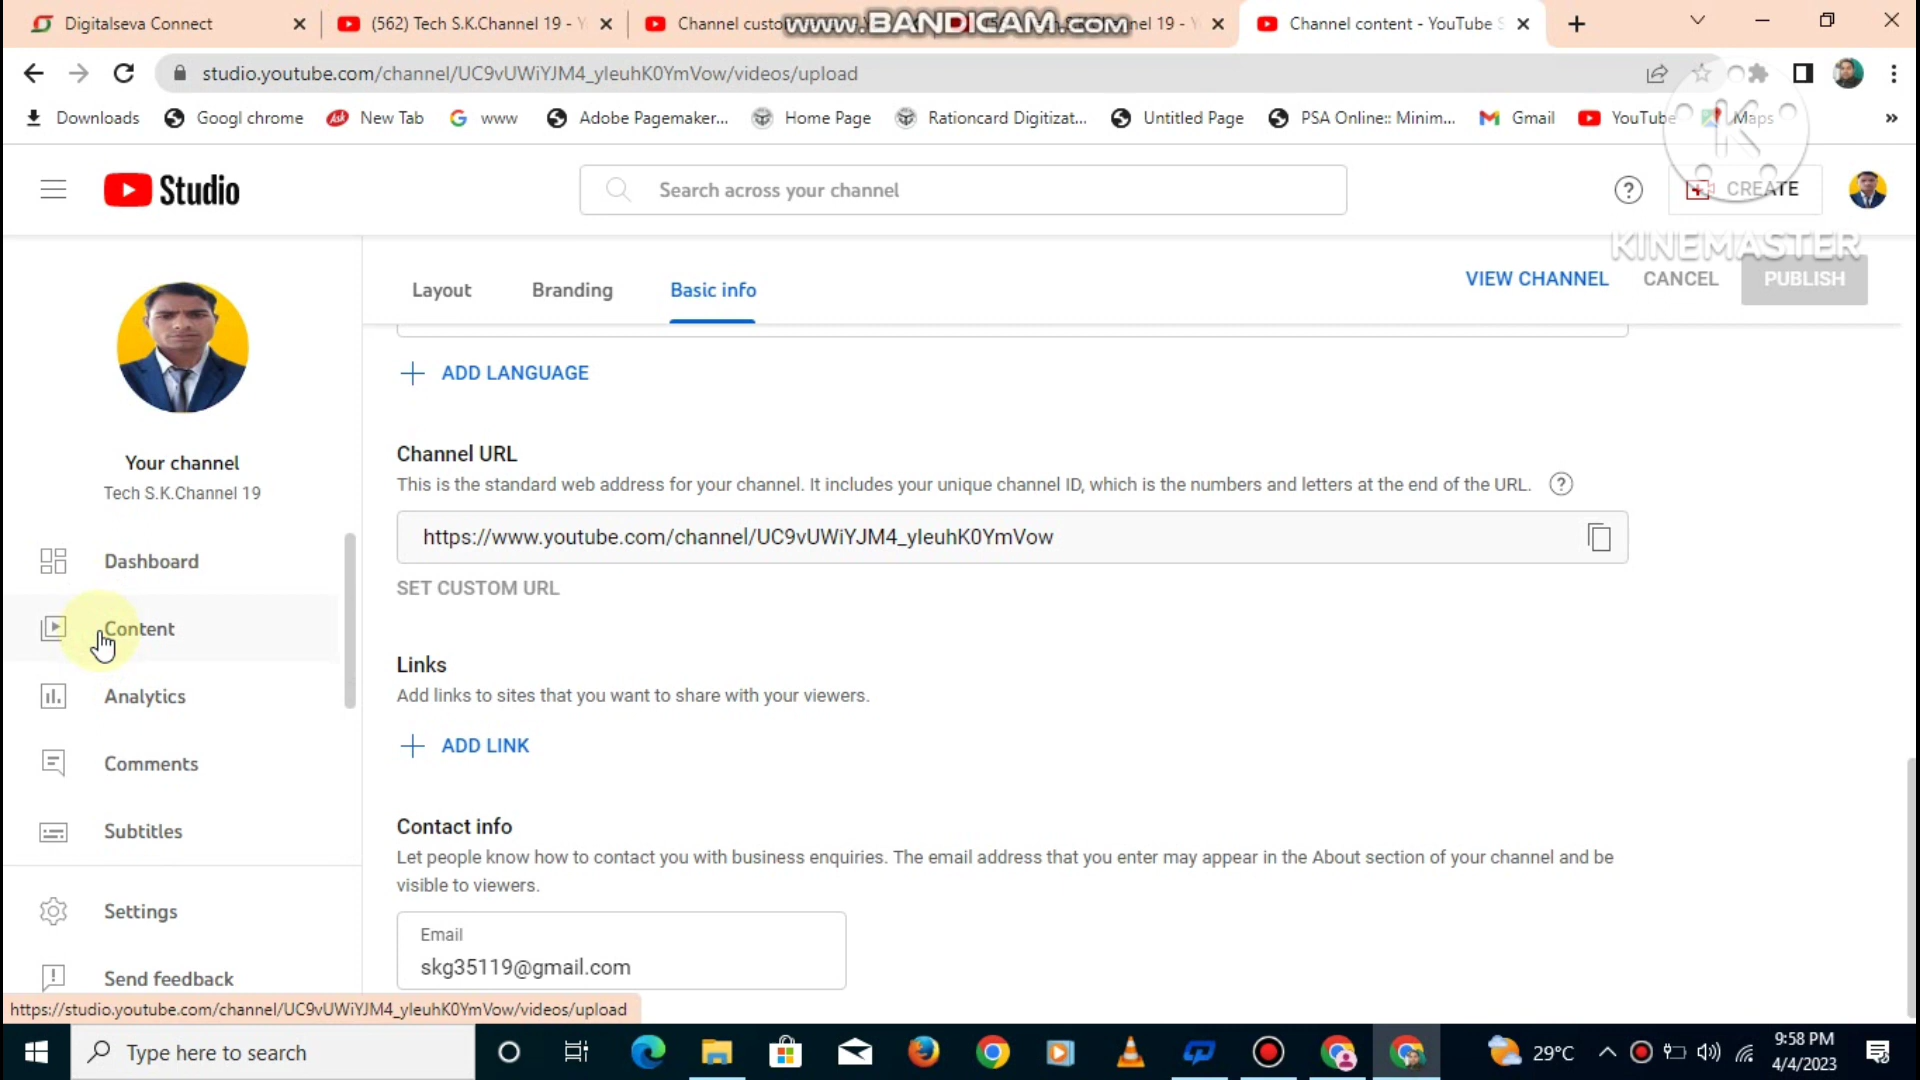 Digitalseva Connect
(562) Tech S.K.Channel 19 - Y
Channel custo
www.BANDICAM.com
nel 19 - Y
Channel content - YouTube S
studio.youtube.com/channel/UC9vUWiYJM4_yleuhK0YmVow/videos/upload
Downloads
Googl chrome
New Tab
www
Adobe Pagemaker...
Home Page
Rationcard Digitizat...
Untitled Page
PSA Online:: Minim...
Gmail
YouTube
Maps
»
Studio
Search across your channel
CREATE
K
KINEMASTER
Layout
Branding
Basic info
VIEW CHANNEL
CANCEL
PUBLISH
Your channel
Tech S.K.Channel 19
Dashboard
Content
Analytics
Comments
Subtitles
Settings
Send feedback
ADD LANGUAGE
Channel URL
This is the standard web address for your channel. It includes your unique channel ID, which is the numbers and letters at the end of the URL.
https://www.youtube.com/channel/UC9vUWiYJM4_yleuhK0YmVow
SET CUSTOM URL
Links
Add links to sites that you want to share with your viewers.
ADD LINK
Contact info
Let people know how to contact you with business enquiries. The email address that you enter may appear in the About section of your channel and be
visible to viewers.
Email
skg35119@gmail.com
https://studio.youtube.com/channel/UC9vUWiYJM4_yleuhK0YmVow/videos/upload
Type here to search
29°C
9:58 PM
4/4/2023